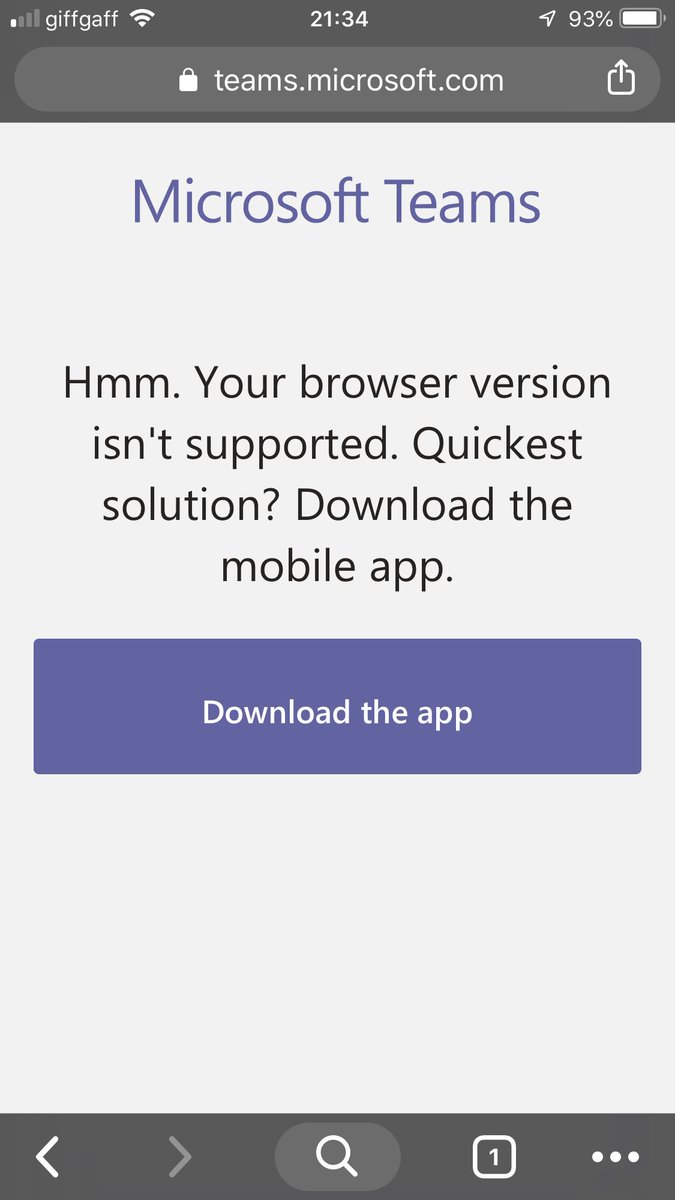 giffgaff 21:34 93%
teams.microsoft.com
Microsoft Teams
Hmm. Your browser version
isn't supported. Quickest
solution? Download the
mobile app.
Download the app
1